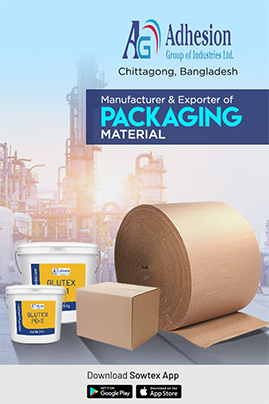 AG
Adhesion
Group of Industries Ltd.
Chittagong, Bangladesh
Manufacturer & Exporter of
PACKAGING
MATERIAL
Adhesion
GLUTEX
GLUTEX
PG-2
Download Sowtex App
GET IT ON
Google Play
Download on the
App Store